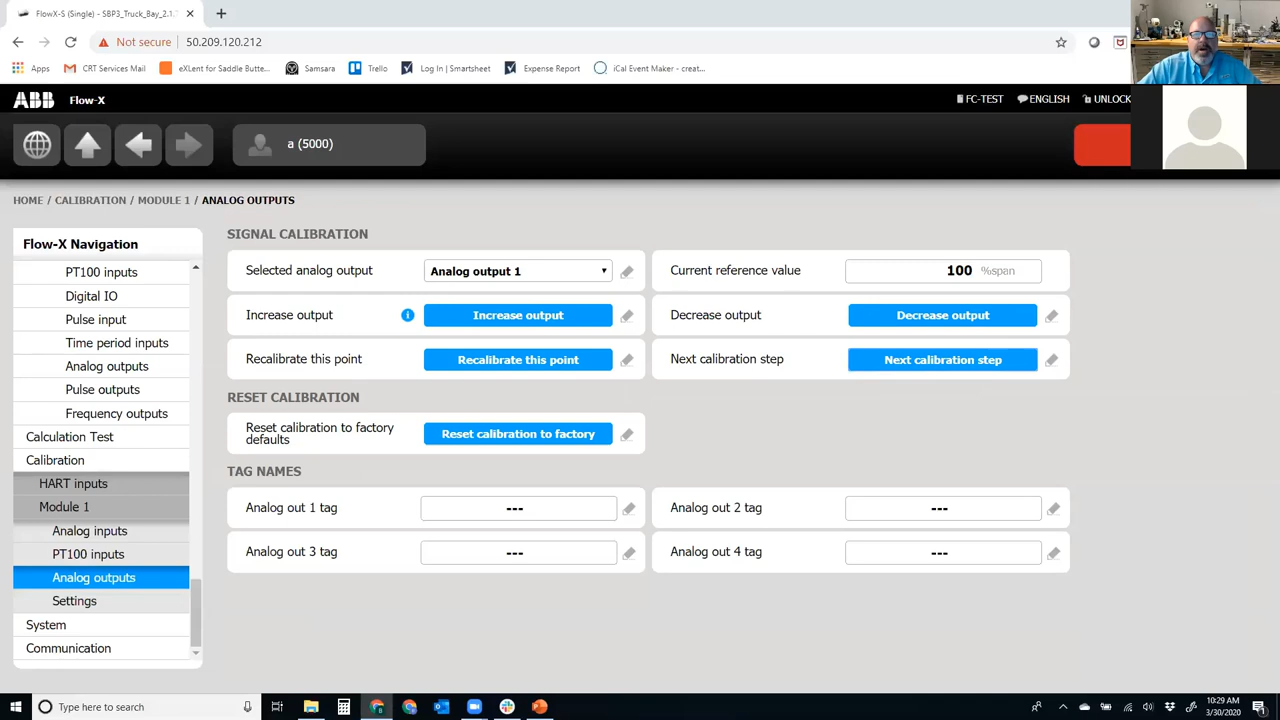 FlowX-S (Single) - SBP3_Truck_Bay_2.1.
Not secure 50.209.120.212
Apps CRT Services Mail eXLent for Saddle Butte... Samsara Trello Log In | Smartsheet Expense Report iCal Event Maker - creat...
ABB Flow-X FC-TEST ENGLISH UNLOCK
a (5000)
HOME / CALIBRATION / MODULE 1 / ANALOG OUTPUTS
Flow-X Navigation
PT100 inputs
Digital IO
Pulse input
Time period inputs
Analog outputs
Pulse outputs
Frequency outputs
Calculation Test
Calibration
HART inputs
Module 1
Analog inputs
PT100 inputs
Analog outputs
Settings
System
Communication
SIGNAL CALIBRATION
Selected analog output Analog output 1 Current reference value 100 %span
Increase output Increase output Decrease output Decrease output
Recalibrate this point Recalibrate this point Next calibration step Next calibration step
RESET CALIBRATION
Reset calibration to factory
defaults Reset calibration to factory
TAG NAMES
Analog out 1 tag --- Analog out 2 tag ---
Analog out 3 tag --- Analog out 4 tag ---
Type here to search 10:29 AM
3/30/2020